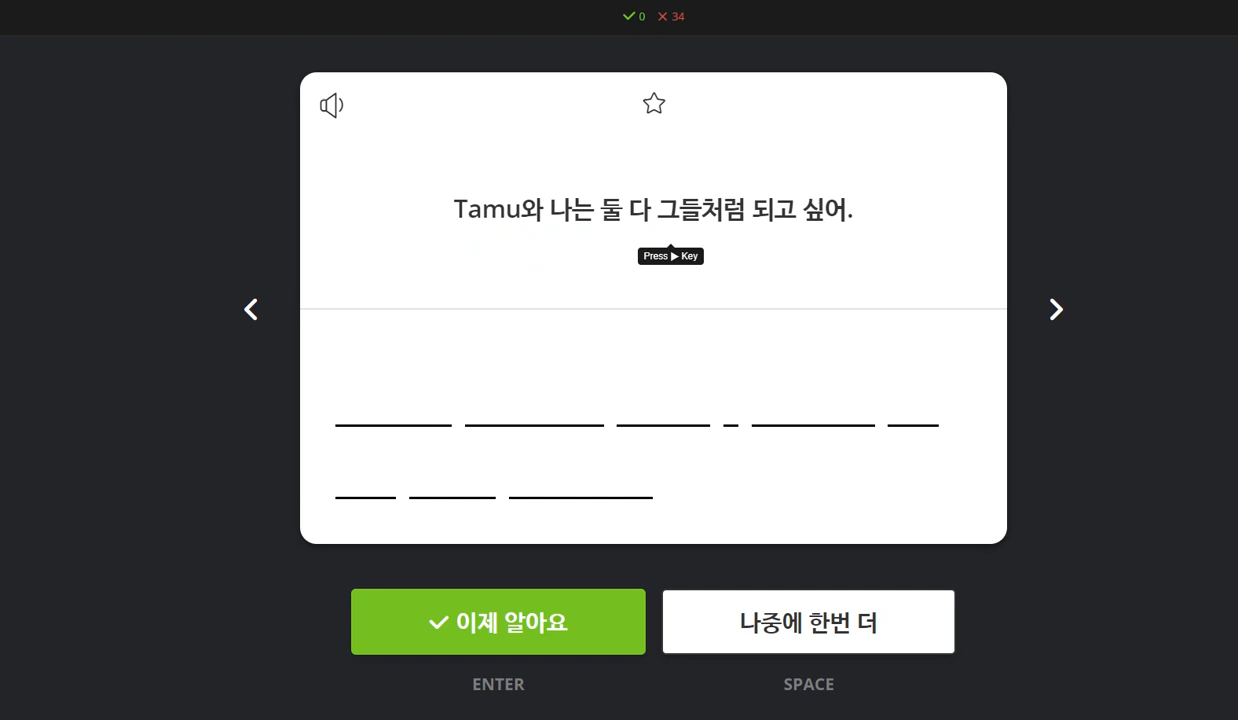 0 34
Tamu와 나는 둘 다 그들처럼 되고 싶어.
Press ▶ Key
이제 알아요
나중에 한번 더
ENTER
SPACE